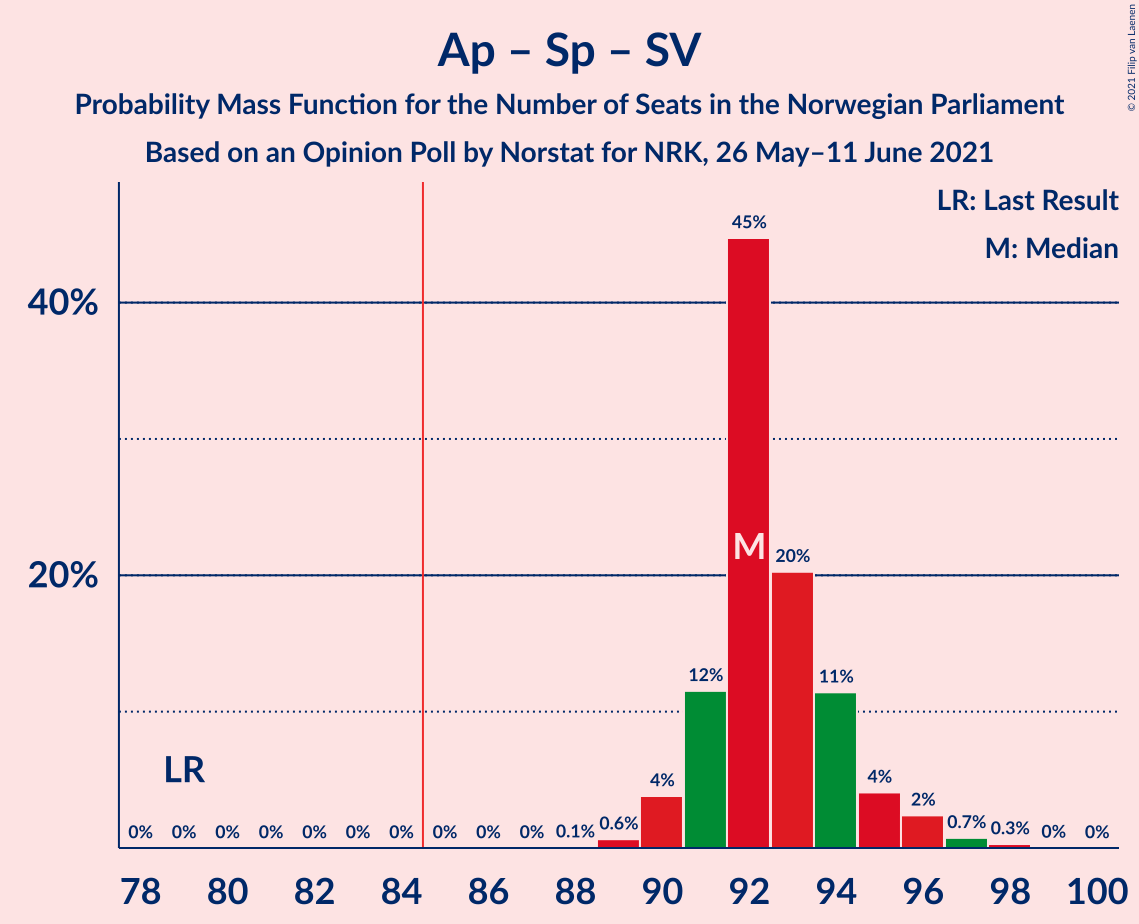 Ap – Sp – SV
Probability Mass Function for the Number of Seats in the Norwegian Parliament
Based on an Opinion Poll by Norstat for NRK, 26 May–11 June 2021
© 2021 Filip van Laenen
LR: Last Result
M: Median
40%
20%
45%
M
20%
12%
11%
LR
4%
4%
2%
0% 0% 0% 0% 0% 0% 0% 0% 0% 0% 0.1% 0.6% 0.7% 0.3% 0% 0%
78 80 82 84 86 88 90 92 94 96 98 100